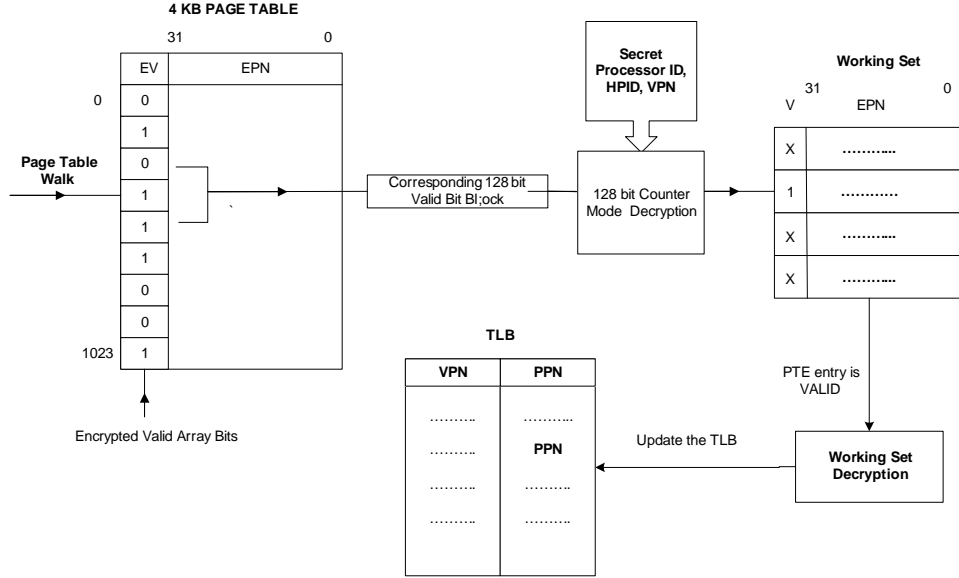 4 KB PAGE TABLE
31 0
EV EPN
0 0
1
0
1
1
1
0
0
1023 1
Page Table
Walk
Encrypted Valid Array Bits
Corresponding 128 bit
Valid Bit Bl;ock
Secret
Processor ID,
HPID, VPN
128 bit Counter
Mode Decryption
Working Set
31 0
V EPN
X ………...
1 …………
X ………...
X ………...
PTE entry is
VALID
Working Set
Decryption
Update the TLB
TLB
VPN PPN
………. ………..
………. PPN
………. ……….
………. ……….